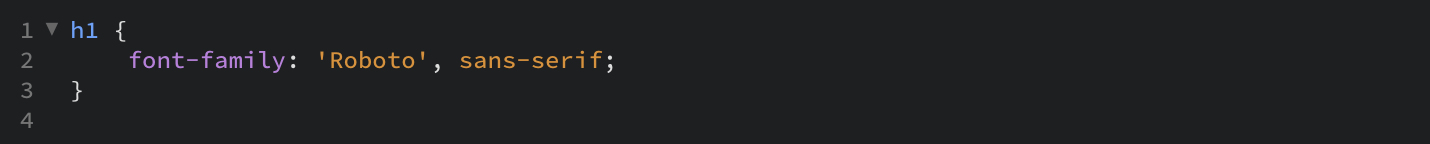 1 ▼ h1 {
2 font-family: 'Roboto', sans-serif;
3 }
4